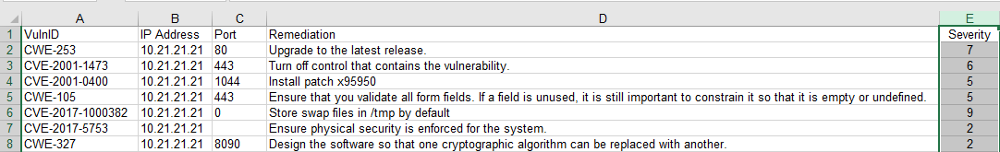 A B C D E
1 VulnID IP Address Port Remediation Severity
2 CWE-253 10.21.21.21 80 Upgrade to the latest release. 7
3 CVE-2001-1473 10.21.21.21 443 Turn off control that contains the vulnerability. 6
4 CVE-2001-0400 10.21.21.21 1044 Install patch x95950 5
5 CWE-105 10.21.21.21 443 Ensure that you validate all form fields. If a field is unused, it is still important to constrain it so that it is empty or undefined. 5
6 CVE-2017-1000382 10.21.21.21 0 Store swap files in /tmp by default 9
7 CVE-2017-5753 10.21.21.21 Ensure physical security is enforced for the system. 2
8 CWE-327 10.21.21.21 8090 Design the software so that one cryptographic algorithm can be replaced with another. 2